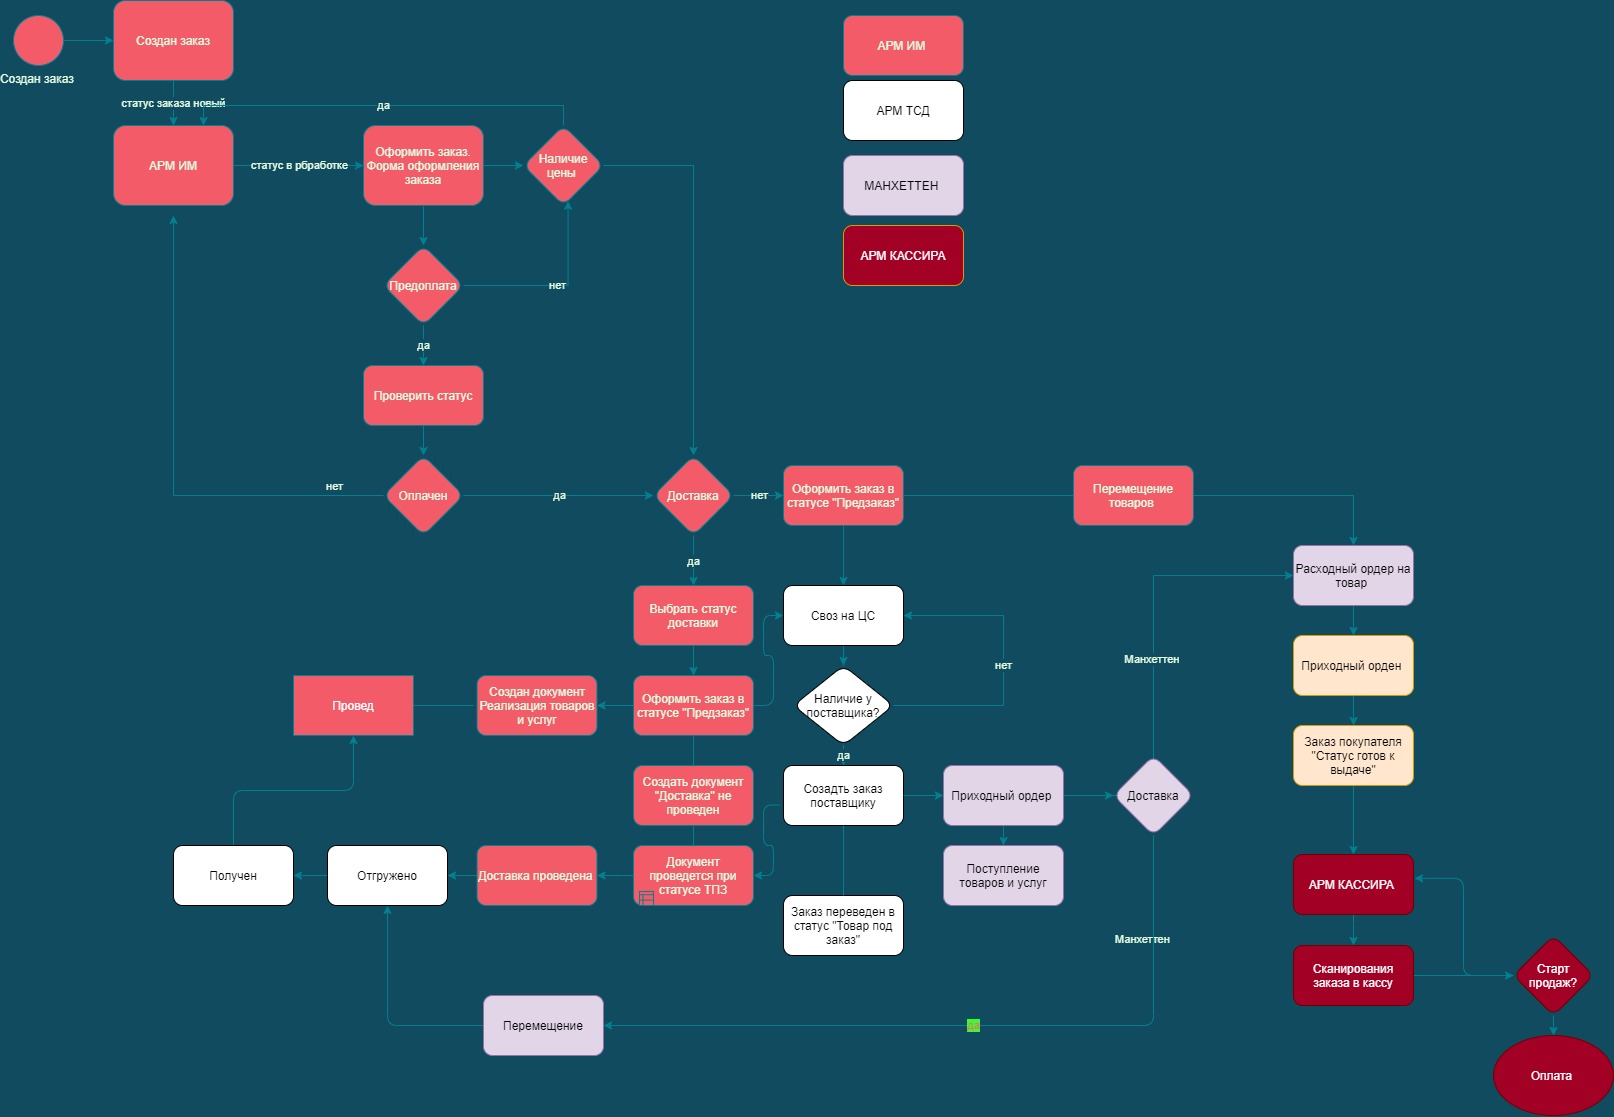 Создан заказ
Создан заказ
статус заказа новый
да
АРМ ИМ
статус в рбработке
Оформить заказ.
Форма оформления
заказа
Наличие
цены
АРМ ИМ
АРМ ТСД
МАНХЕТТЕН
АРМ КАССИРА
Предоплата
нет
да
Проверить статус
нет
Оплачен
да
Доставка
нет
Оформить заказ в
статусе "Предзаказ"
Перемещение
товаров
да
Расходный ордер на
товар
Выбрать статус
доставки
Своз на ЦС
нет
Манхеттен
Приходный орден
Провед
Создан документ
Реализация товаров
и услуг
Оформить заказ в
статусе "Предзаказ"
Наличие у
поставщика?
да
Заказ покупателя
"Статус готов к
выдаче"
Создать документ
"Доставка" не
проведен
Созадть заказ
поставщику
Приходный ордер
Доставка
Получен
Отгружено
Доставка проведена
Документ
проведется при
статусе ТПЗ
Поступление
товаров и услуг
АРМ КАССИРА
Заказ переведен в
статус "Товар под
заказ"
Манхеттен
Сканирования
заказа в кассу
Старт
продаж?
Перемещение
да
Оплата